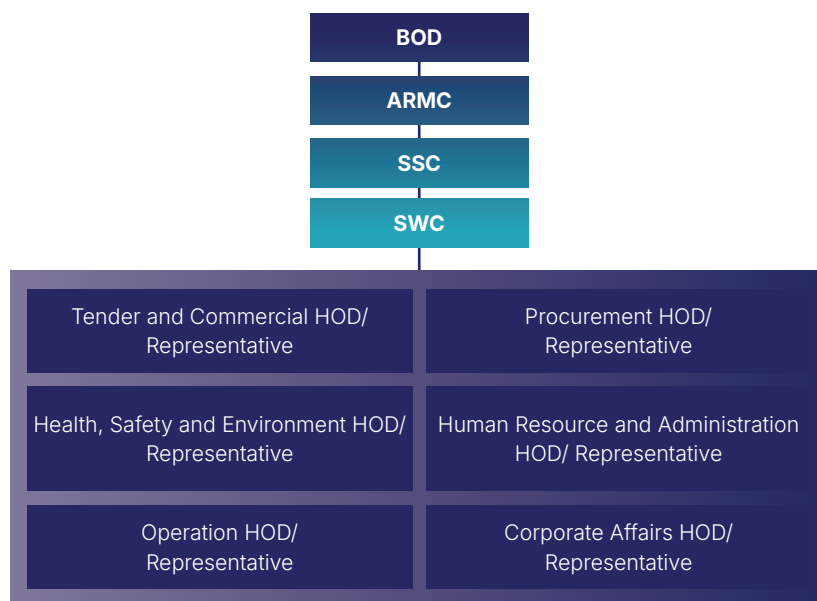 BOD
ARMC
SSC
SWC
Tender and Commercial HOD/
Representative
Procurement HOD/
Representative
Health, Safety and Environment HOD/
Representative
Human Resource and Administration
HOD/ Representative
Operation HOD/
Representative
Corporate Affairs HOD/
Representative